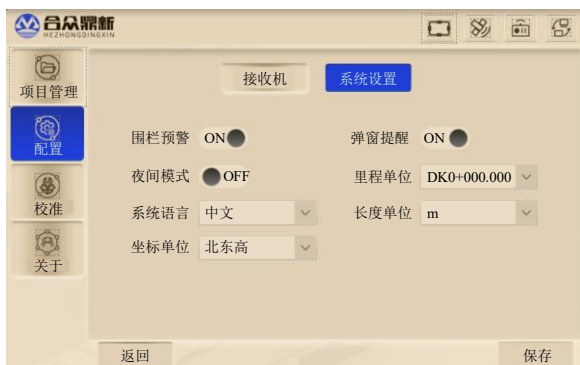 合众鼎新
HEZHONGDINGXIN
项目管理
配置
校准
关于
接收机 系统设置
围栏预警 ON 弹窗提醒 ON
夜间模式 OFF 里程单位 DK0+000.000
系统语言 中文 长度单位 m
坐标单位 北东高
返回 保存